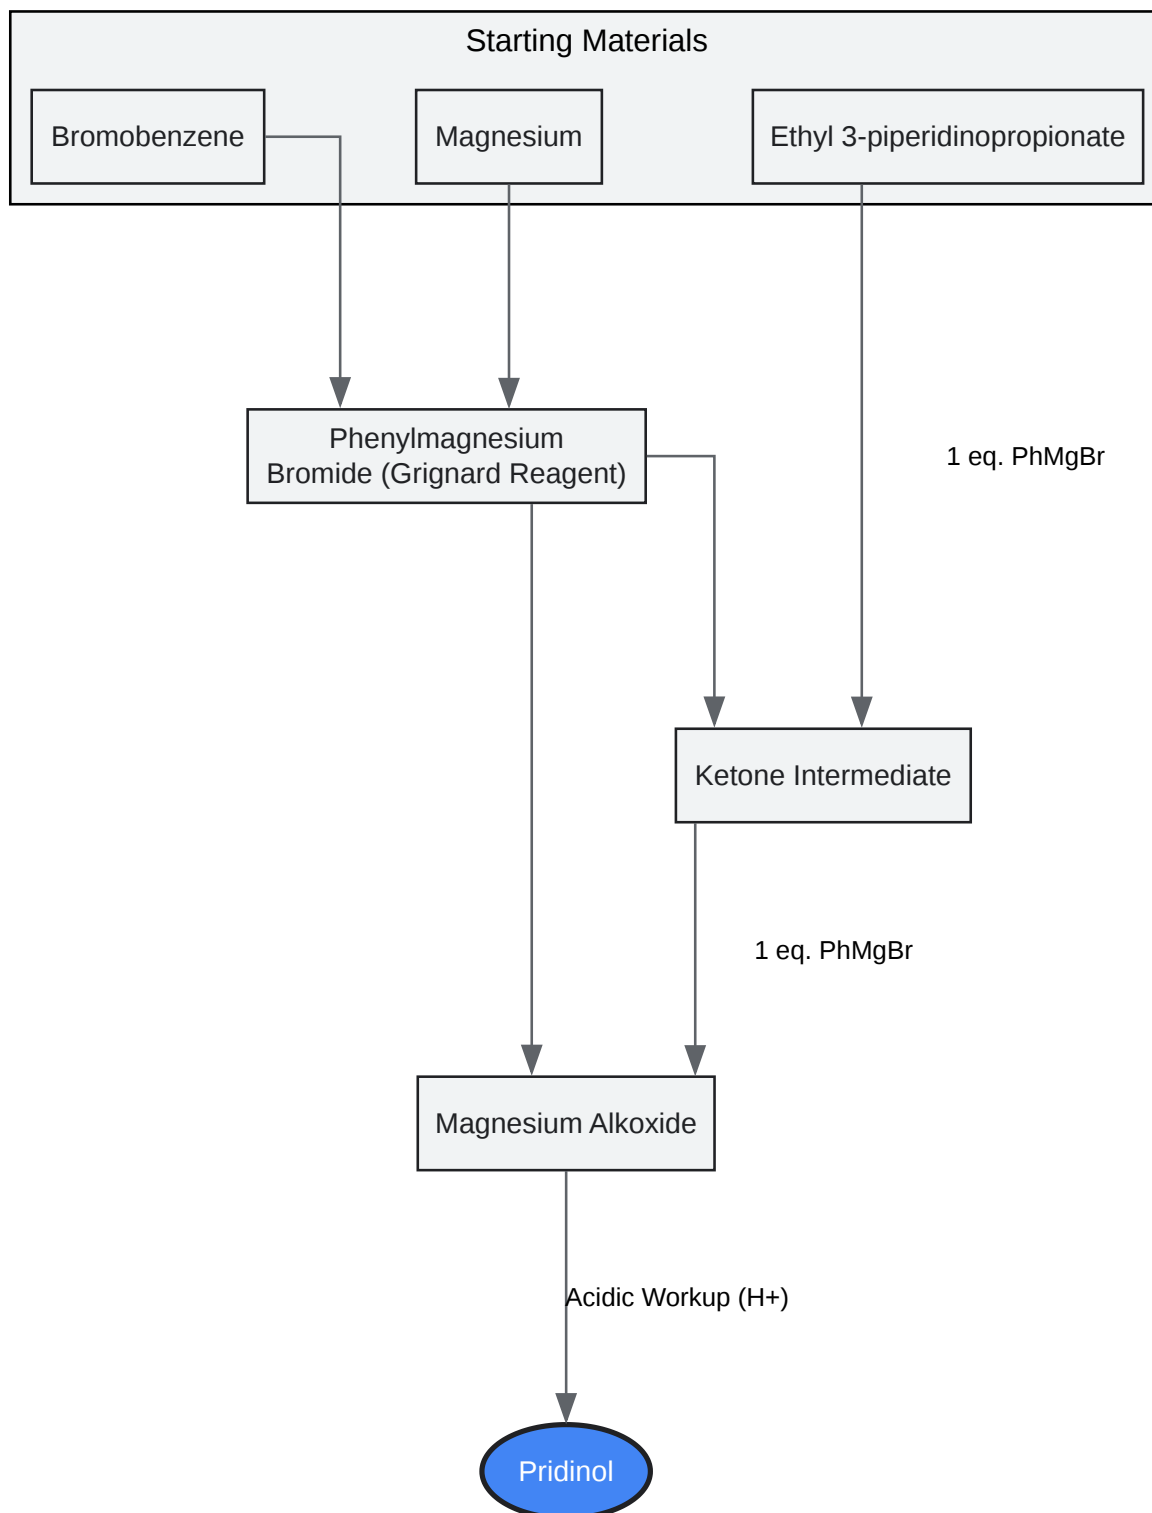 Starting Materials
Bromobenzene
Magnesium
Ethyl 3-piperidinopropionate
Phenylmagnesium
Bromide (Grignard Reagent)
1 eq. PhMgBr
Ketone Intermediate
1 eq. PhMgBr
Magnesium Alkoxide
Acidic Workup (H+)
Pridinol